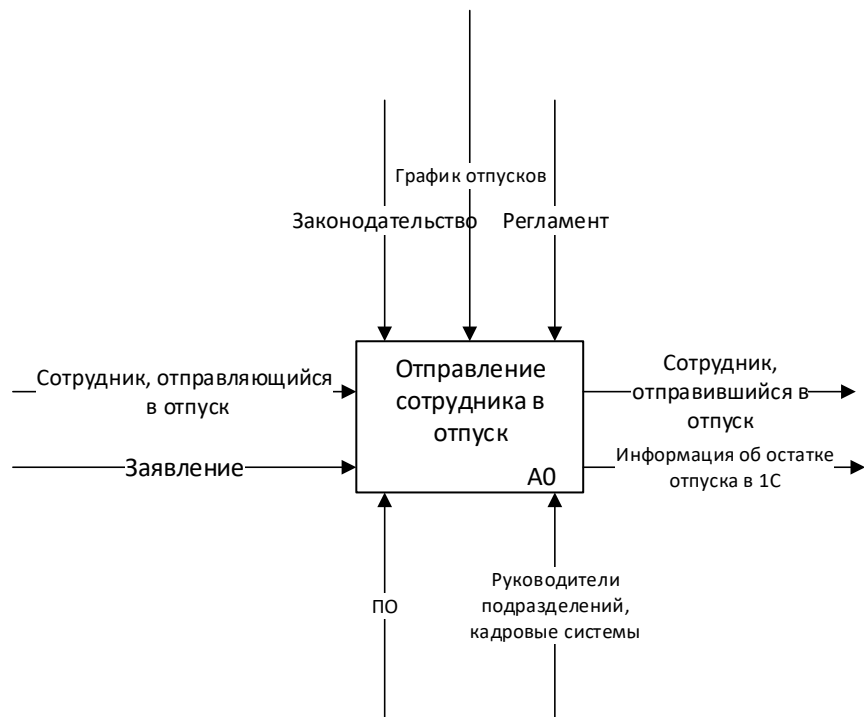 График отпусков
Законодательство
Регламент
Сотрудник, отправляющийся
в отпуск
Заявление
Отправление
сотрудника в
отпуск
A0
Сотрудник,
отправившийся в
отпуск
Информация об остатке
отпуска в 1С
ПО
Руководители
подразделений,
кадровые системы